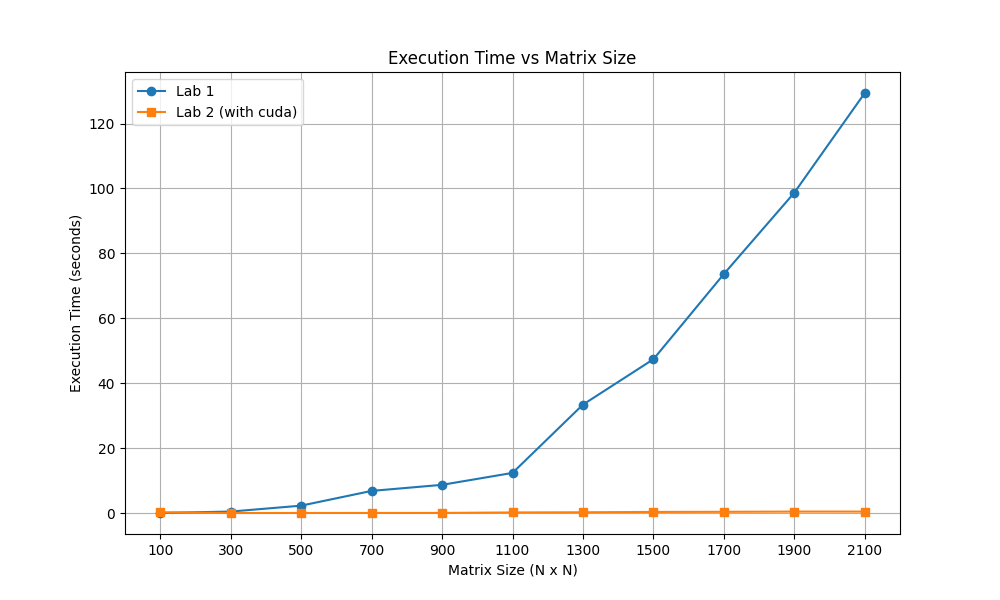 Execution Time vs Matrix Size
Lab 1
Lab 2 (with cuda)
Execution Time (seconds)
120
100
80
60
40
20
0
100 300 500 700 900 1100 1300 1500 1700 1900 2100
Matrix Size (N x N)